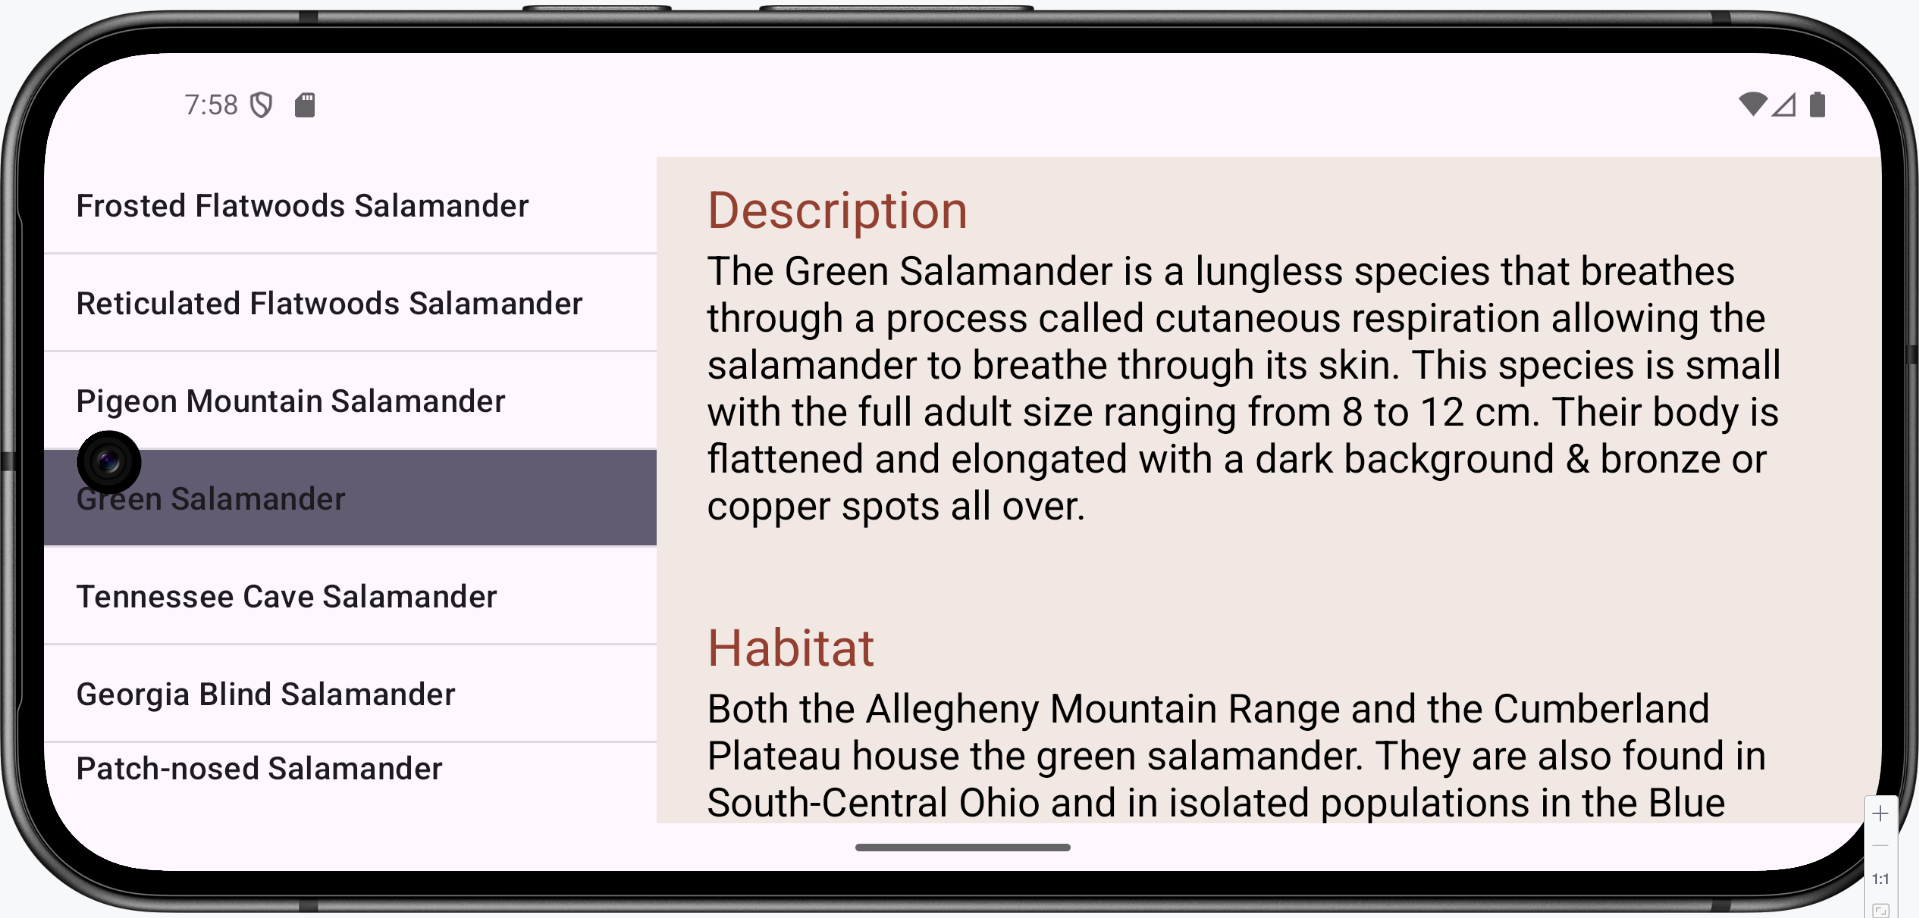 7:58
Frosted Flatwoods Salamander
Reticulated Flatwoods Salamander
Pigeon Mountain Salamander
Green Salamander
Tennessee Cave Salamander
Georgia Blind Salamander
Patch-nosed Salamander
Description
The Green Salamander is a lungless species that breathes
through a process called cutaneous respiration allowing the
salamander to breathe through its skin. This species is small
with the full adult size ranging from 8 to 12 cm. Their body is
flattened and elongated with a dark background & bronze or
copper spots all over.
Habitat
Both the Allegheny Mountain Range and the Cumberland
Plateau house the green salamander. They are also found in
South-Central Ohio and in isolated populations in the Blue
1:1